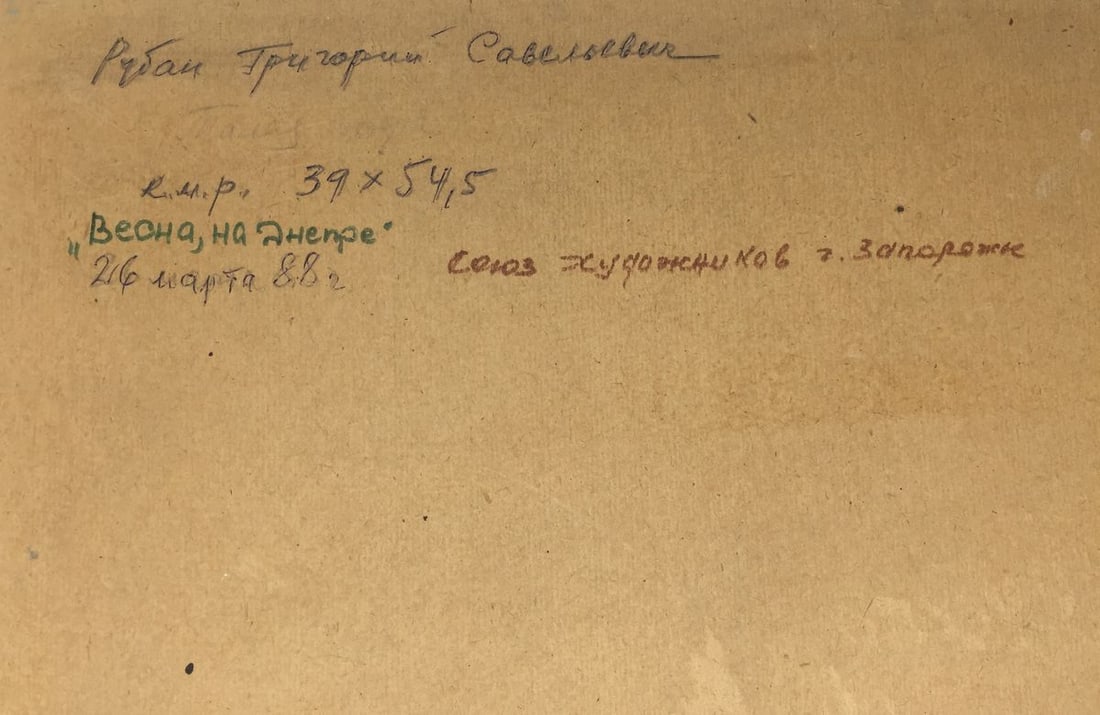 Рубан Григорий Савельевич
к.м.р. 39 x 54,5
„Весна, на Днепре"
26 марта 88 г
Союз художников г. Запорожье